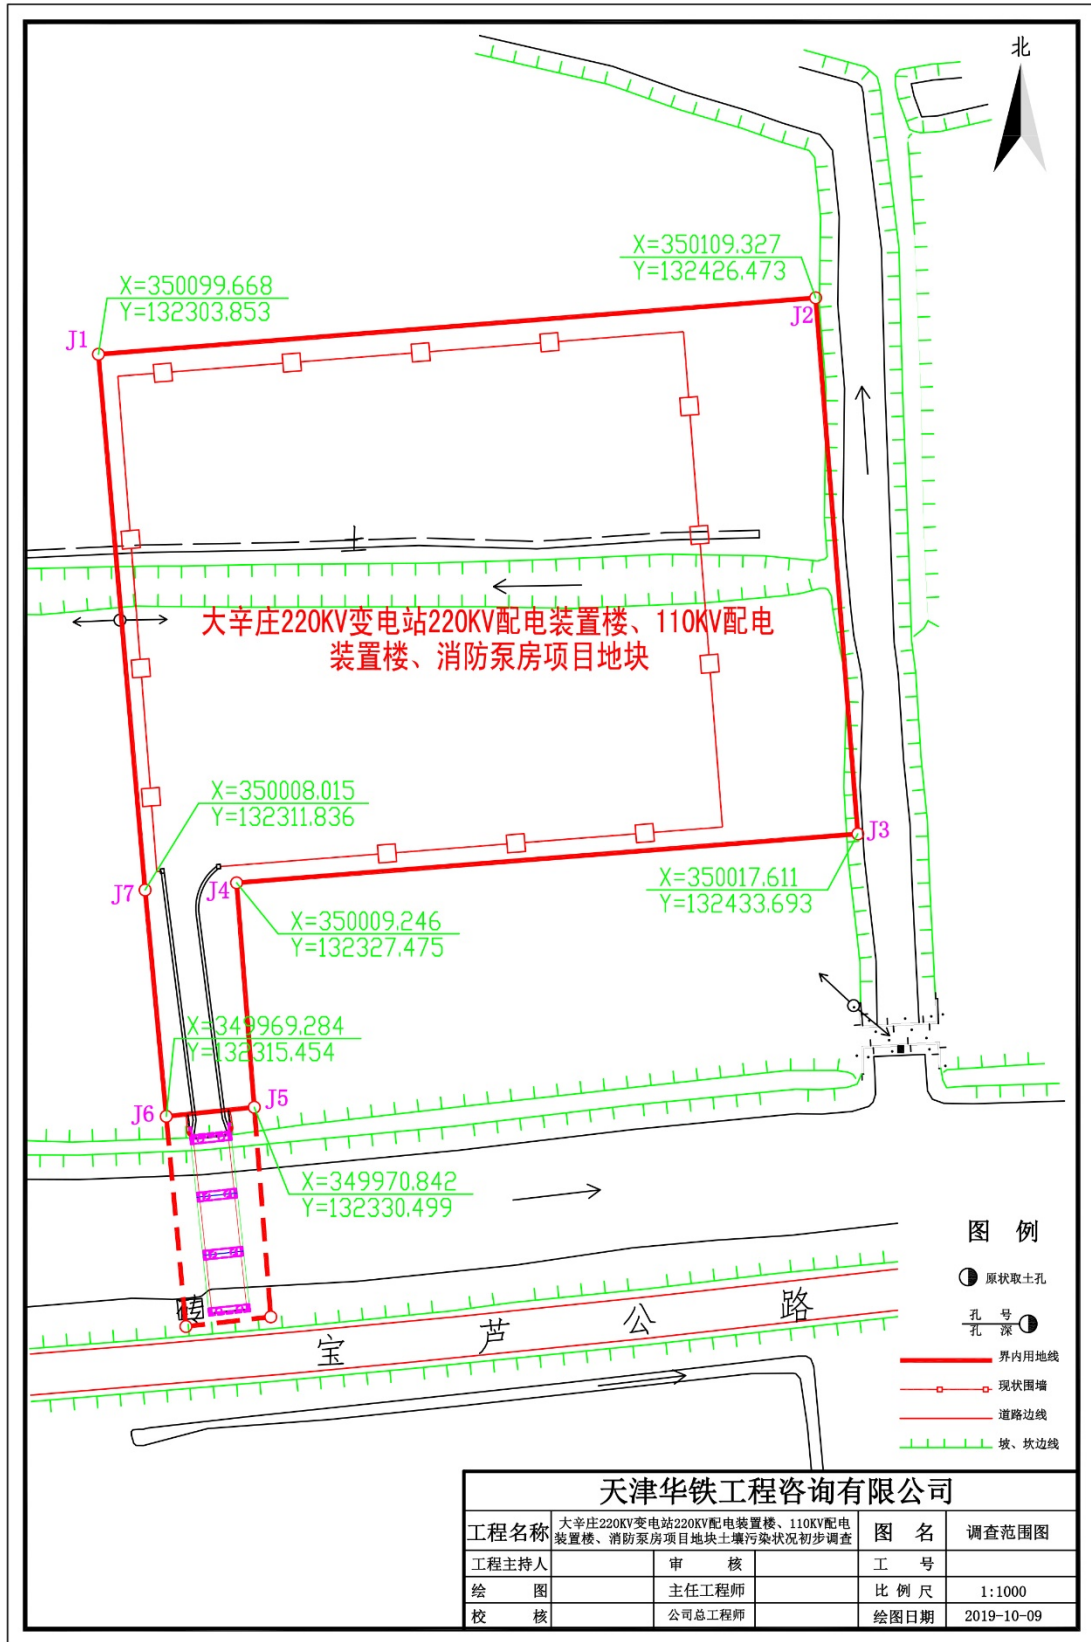 北
X=350109.327
Y=132426.473
X=350099.668
Y=132303.853
J1
J2
大辛庄220KV变电站220KV配电装置楼、110KV配电
装置楼、消防泵房项目地块
X=350008.015
Y=132311.836
J3
J7
J4
X=350017.611
Y=132433.693
X=350009.246
Y=132327.475
X=349969.284
Y=132315.454
J5
J6
X=349970.842
Y=132330.499
砖
宝芦公路
图 例
原状取土孔
孔 号
孔 深
界内用地线
现状围墙
道路边线
坡、坎边线
天津华铁工程咨询有限公司
工程名称
大辛庄220KV变电站220KV配电装置楼、110KV配电
装置楼、消防泵房项目地块土壤污染状况初步调查
图 名
调查范围图
工程主持人
审 核
工 号
绘 图
主任工程师
比例尺
1:1000
校 核
公司总工程师
绘图日期
2019-10-09